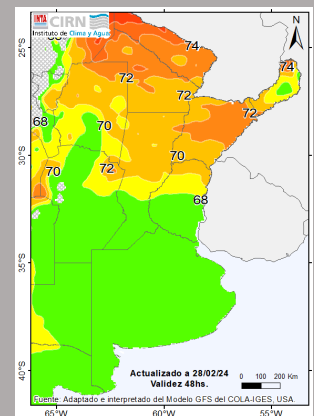 INTA CIRN
Instituto de Clima y Agua
N
25°S
74
74
72
72
72
68
70
70
30°S
72
70
68
35°S
40°S
Actualizado a 28/02/24
Validez 48hs.
0 100 200 Km
Fuente: Adaptado e interpretado del Modelo GFS del COLA-IGES, USA.
65°W
60°W
55°W